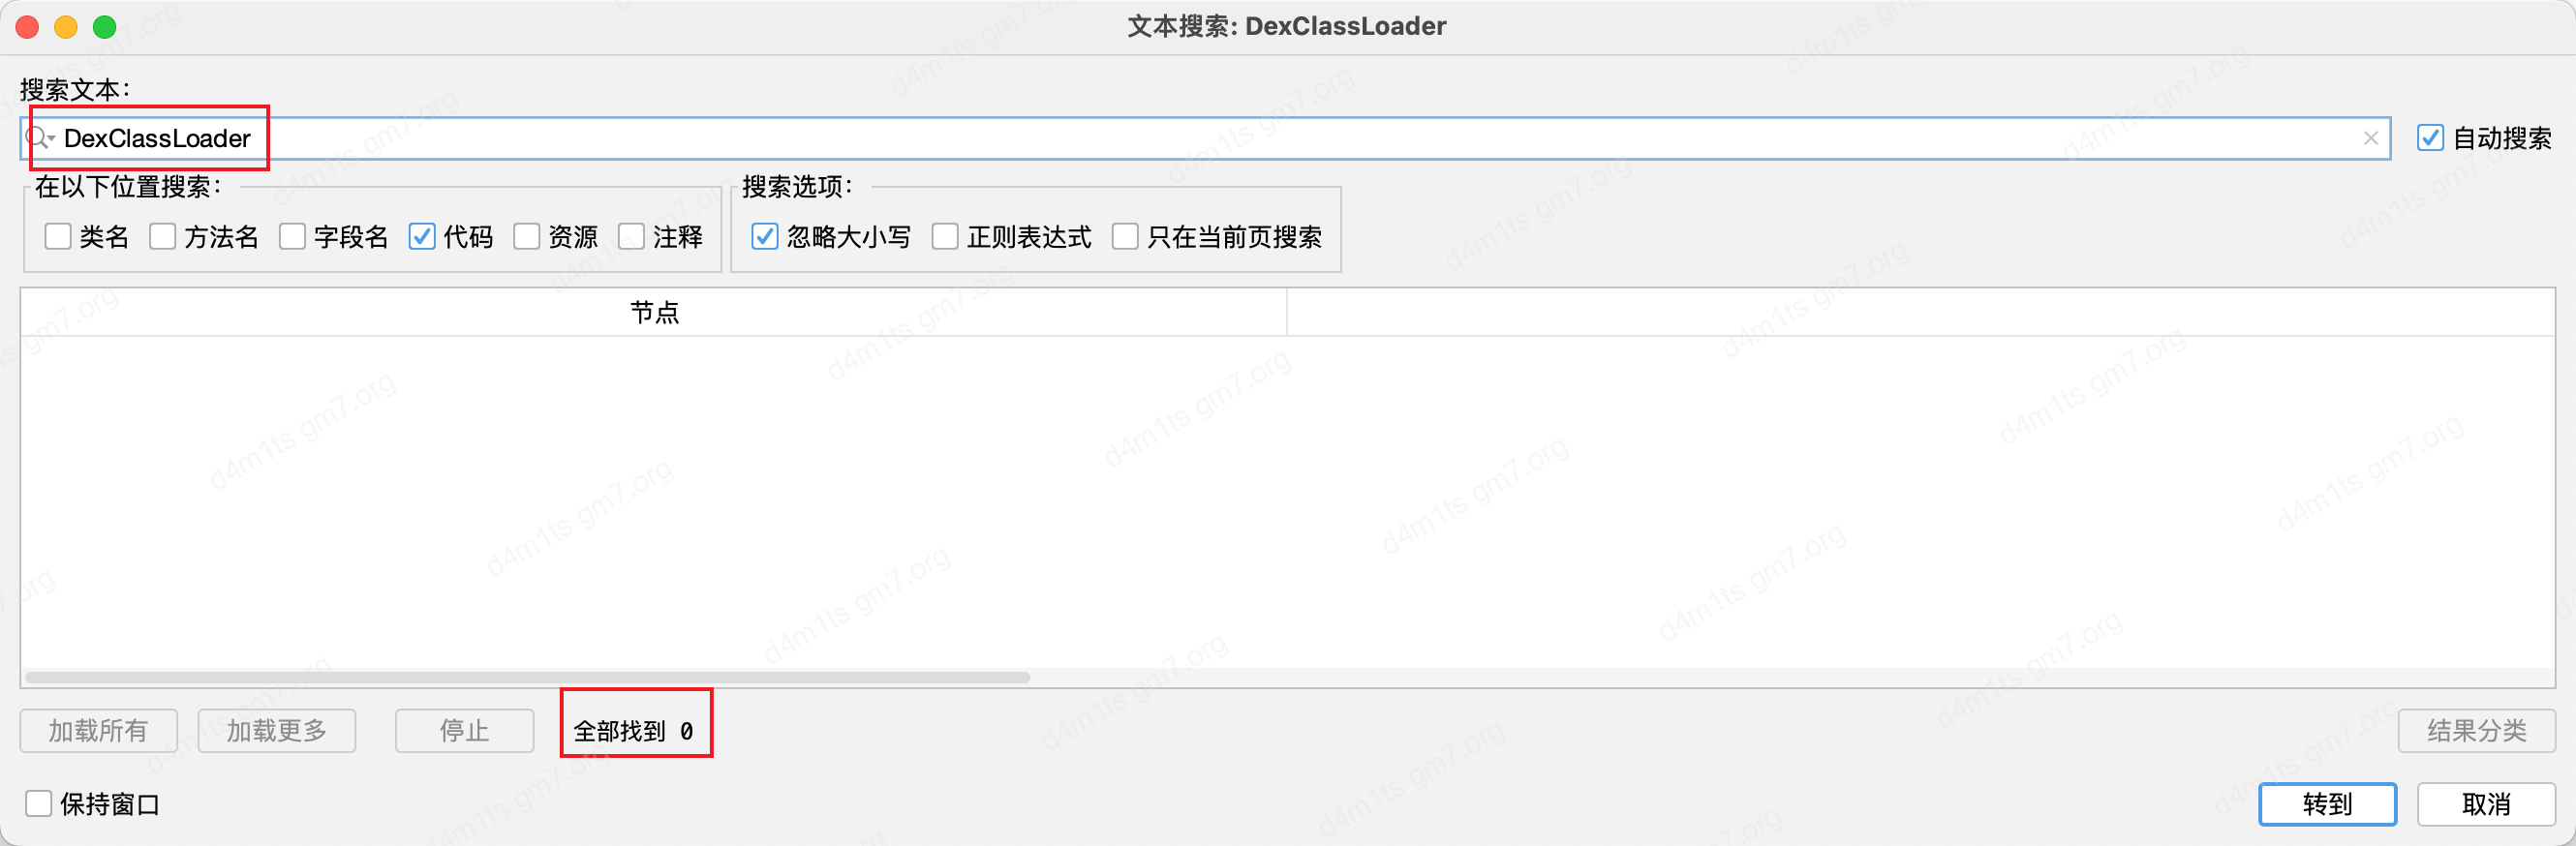 文本搜索: DexClassLoader
搜索文本:
DexClassLoader
自动搜索
在以下位置搜索:
搜索选项:
类名 方法名 字段名 代码 资源 注释
忽略大小写 正则表达式 只在当前页搜索
节点
加载所有 加载更多 停止 全部找到 0 结果分类
保持窗口 转到 取消
d4m1ts gm7.org